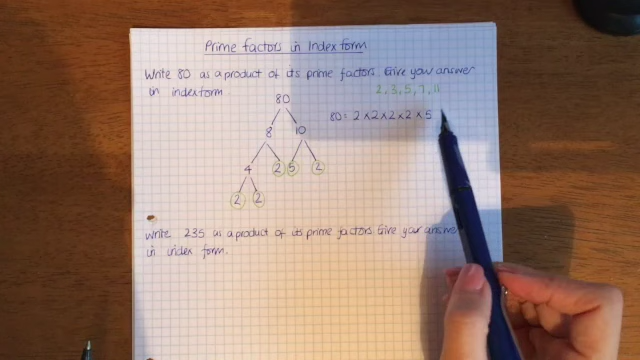 Prime factors in Index form
Write 80 as a product of its prime factors. Give your answer
in index form.
2, 3, 5, 7, 11
80
80: 2 x 2 x 2 x 2 x 5
8 10
4 2 5 2
2 2
Write 235 as a product of its prime factors. Give your answer
in index form.